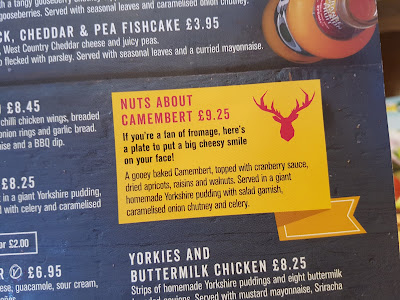 with a tangy gooseberry chutney
gooseberries. Served with seasonal leaves and caramelised onion chutney.
CK, CHEDDAR & PEA FISHCAKE £3.95
West Country Cheddar cheese and juicy peas.
flecked with parsley. Served with seasonal leaves and a curried mayonnaise.
£8.45
chilli chicken wings, breaded
onion rings and garlic bread.
and a BBQ dip.
£8.25
in a giant Yorkshire pudding,
with celery and caramelised
or £2.00
R V £6.95
guacamole, sour cream,
NUTS ABOUT
CAMEMBERT £9.25
If you're a fan of fromage, here's
a plate to put a big cheesy smile
on your face!
A gooey baked Camembert, topped with cranberry sauce,
dried apricots, raisins and walnuts. Served in a giant
homemade Yorkshire pudding with salad garnish,
caramelised onion chutney and celery.
YORKIES AND
BUTTERMILK CHICKEN £8.25
Strips of homemade Yorkshire puddings and eight buttermilk
Served with mustard mayonnaise, Sriracha